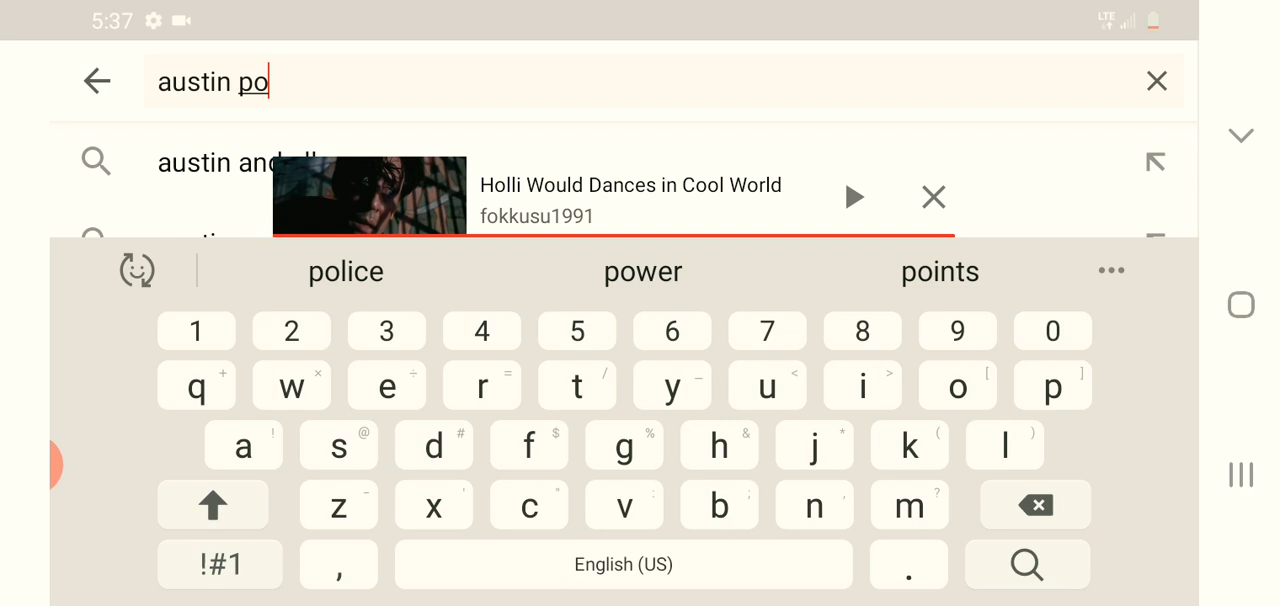 5:37 LTE
austin po
austin and
Holli Would Dances in Cool World
fokkusu1991
police power points
1 2 3 4 5 6 7 8 9 0
q + w × e ÷ r = t / y _ u < i > o [ p ]
a ! s @ d # f $ g % h & j * k ( l )
z - x ' c " v : b ; n , m ?
!#1 , English (US) .